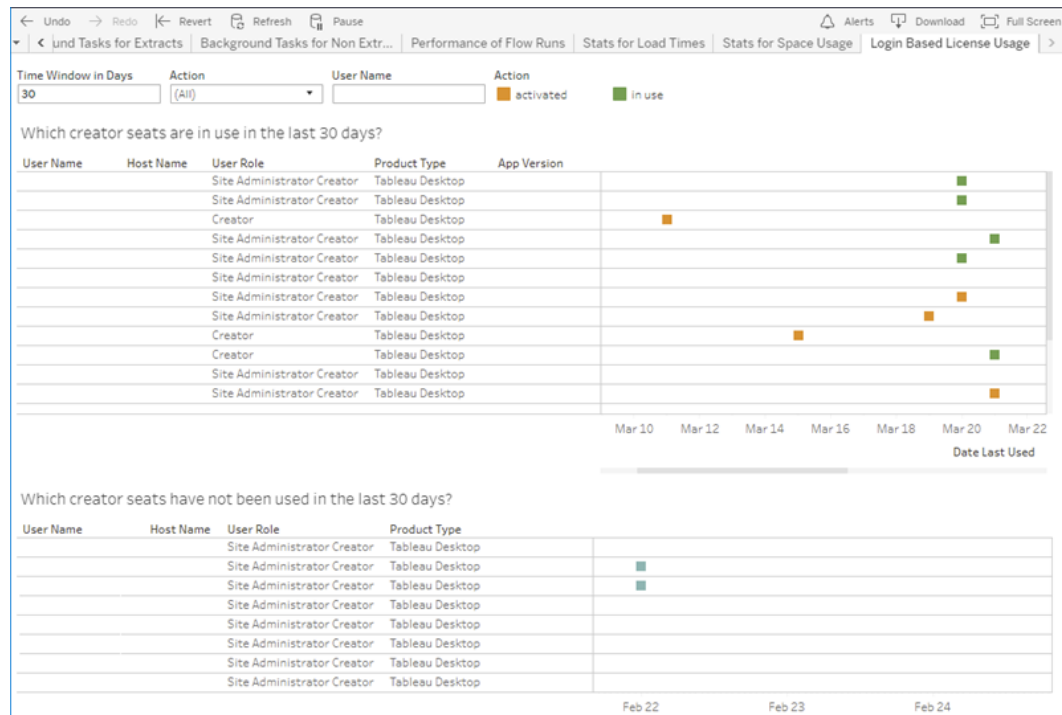 Undo Redo Revert Refresh Pause Alerts Download Full Screen
und Tasks for Extracts Background Tasks for Non Extr... Performance of Flow Runs Stats for Load Times Stats for Space Usage Login Based License Usage
Time Window in Days Action User Name Action
30 (All) activated in use
Which creator seats are in use in the last 30 days?
User Name Host Name User Role Product Type App Version
Site Administrator Creator Tableau Desktop
Site Administrator Creator Tableau Desktop
Creator Tableau Desktop
Site Administrator Creator Tableau Desktop
Site Administrator Creator Tableau Desktop
Site Administrator Creator Tableau Desktop
Site Administrator Creator Tableau Desktop
Site Administrator Creator Tableau Desktop
Creator Tableau Desktop
Creator Tableau Desktop
Site Administrator Creator Tableau Desktop
Site Administrator Creator Tableau Desktop
Mar 10 Mar 12 Mar 14 Mar 16 Mar 18 Mar 20 Mar 22
Date Last Used
Which creator seats have not been used in the last 30 days?
User Name Host Name User Role Product Type
Site Administrator Creator Tableau Desktop
Site Administrator Creator Tableau Desktop
Site Administrator Creator Tableau Desktop
Site Administrator Creator Tableau Desktop
Site Administrator Creator Tableau Desktop
Site Administrator Creator Tableau Desktop
Site Administrator Creator Tableau Desktop
Site Administrator Creator Tableau Desktop
Feb 22 Feb 23 Feb 24